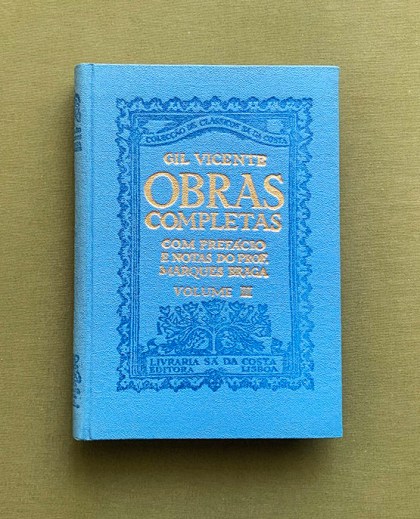 COLECÇÃO DE CLÁSSICOS SÁ DA COSTA
GIL VICENTE
OBRAS
COMPLETAS
COM PREFÁCIO
E NOTAS DO PROF.
MARQUES BRAGA
VOLUME III
LIVRARIA SÁ DA COSTA
EDITORA LISBOA